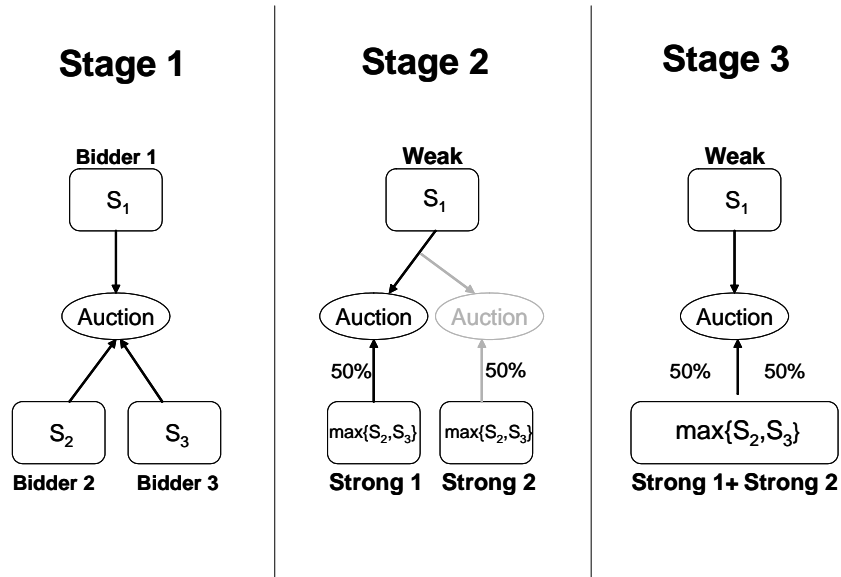 Stage 1
Bidder 1
S₁
Auction
S₂
S₃
Bidder 2
Bidder 3
Stage 2
Weak
S₁
Auction
Auction
50%
50%
max{S₂,S₃}
max{S₂,S₃}
Strong 1
Strong 2
Stage 3
Weak
S₁
Auction
50%
50%
max{S₂,S₃}
Strong 1+ Strong 2